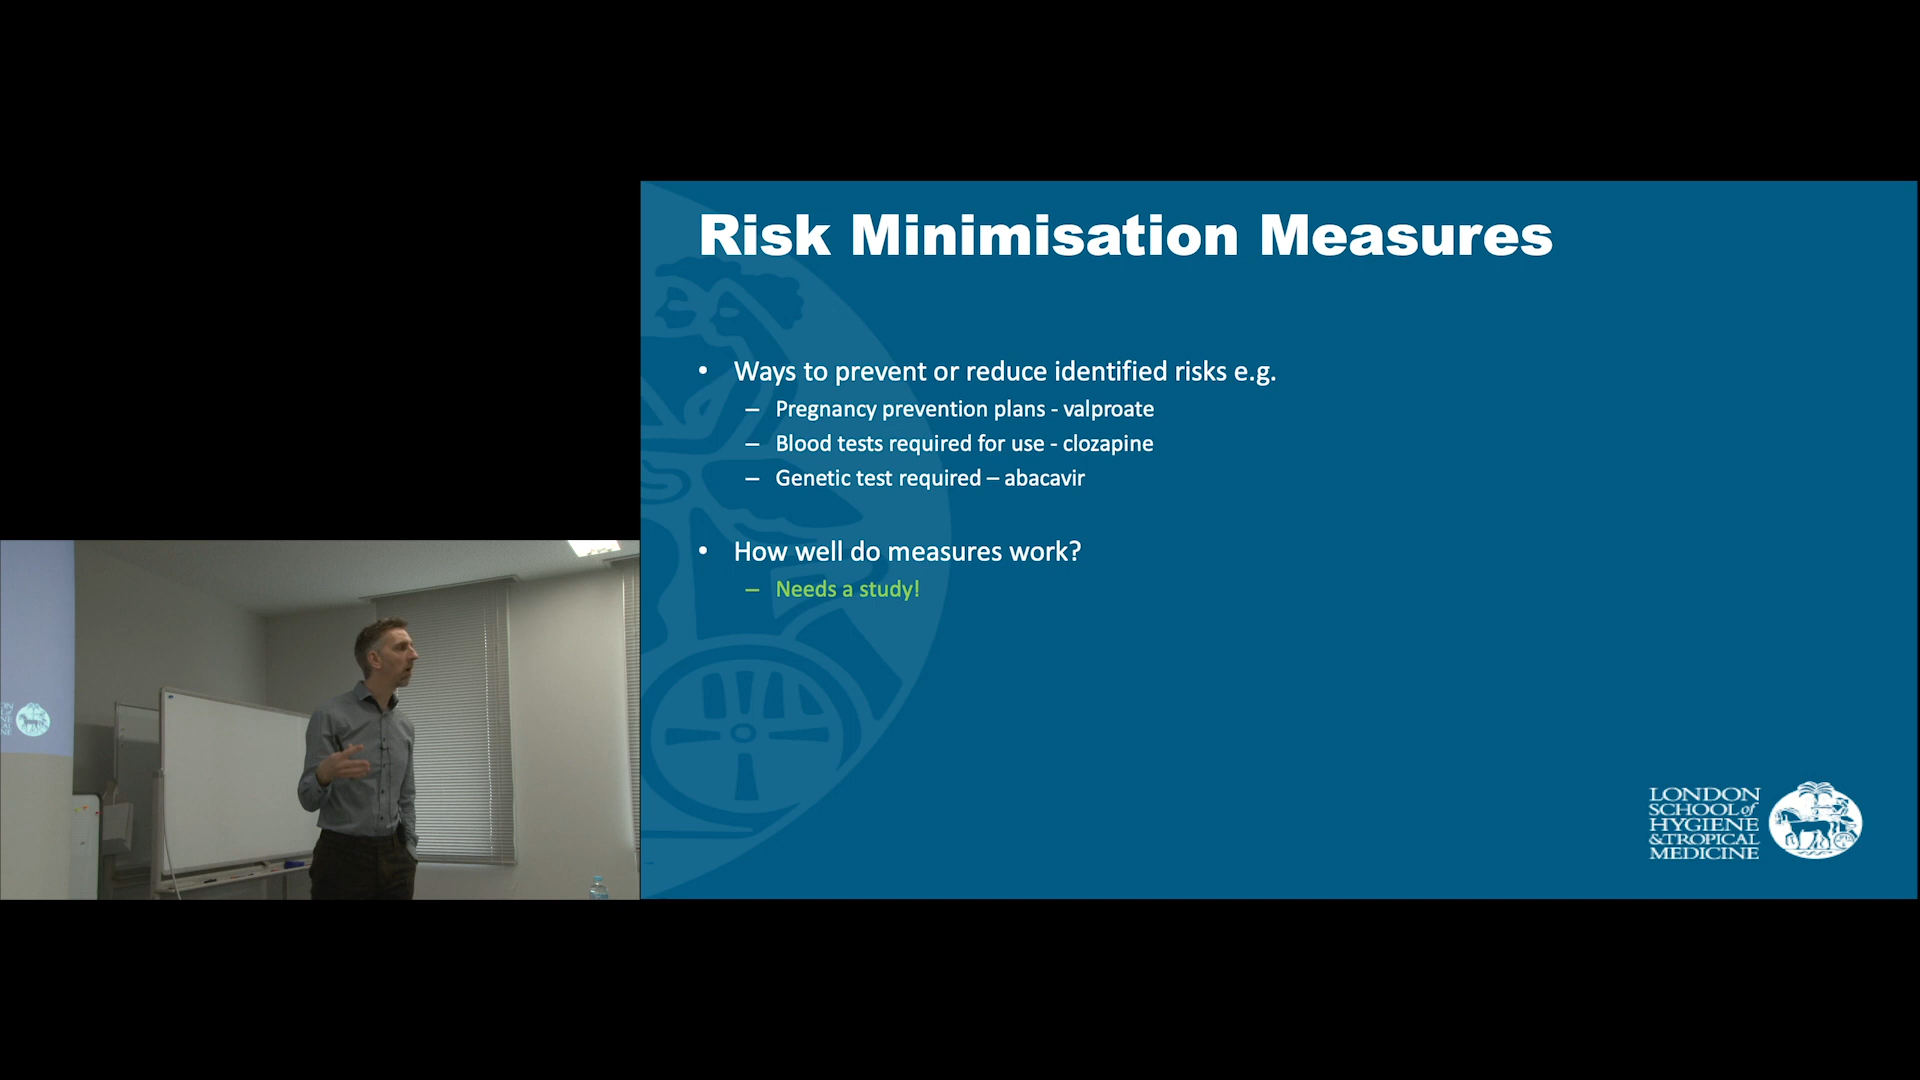 Risk Minimisation Measures
• Ways to prevent or reduce identified risks e.g.
– Pregnancy prevention plans - valproate
– Blood tests required for use - clozapine
– Genetic test required – abacavir
• How well do measures work?
– Needs a study!
LONDON
SCHOOL of
HYGIENE
&TROPICAL
MEDICINE